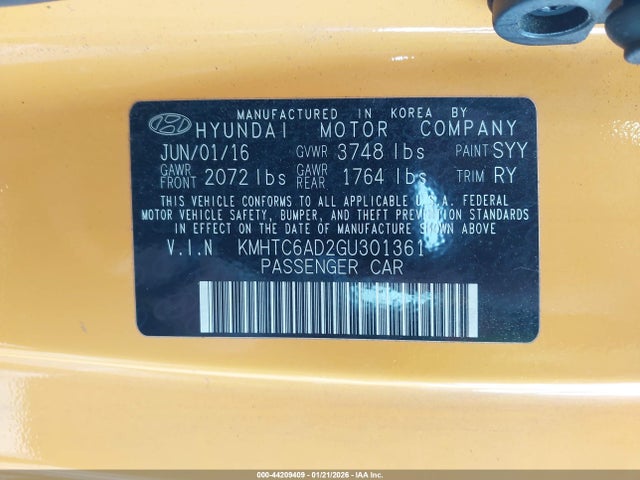 MANUFACTURED IN KOREA BY
HYUNDAI MOTOR COMPANY
JUN/01/16 GVWR 3748 lbs PAINT SYY
GAWR FRONT 2072 lbs GAWR REAR 1764 lbs TRIM RY
THIS VEHICLE CONFORMS TO ALL APPLICABLE U.S.A. FEDERAL
MOTOR VEHICLE SAFETY, BUMPER, AND THEFT PREVENTION
STANDARDS IN EFFECT ON THE DATE OF MANUFACTURE SHOWN ABOVE
V.I.N KMHTC6AD2GU301361
PASSENGER CAR
000-44209409 - 01/21/2026 - IAA Inc.